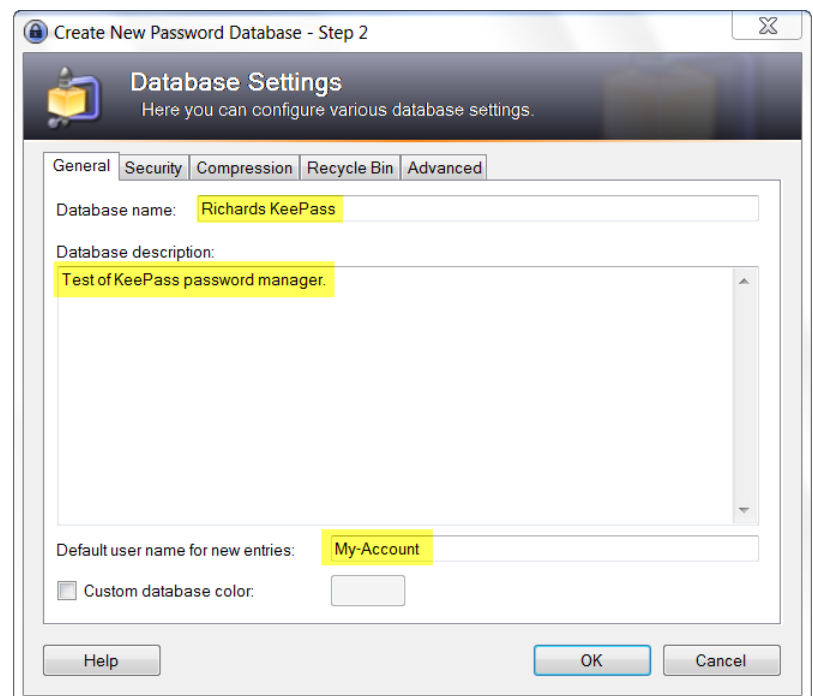 Create New Password Database - Step 2
Database Settings
Here you can configure various database settings.
General Security Compression Recycle Bin Advanced
Database name: Richards KeePass
Database description:
Test of KeePass password manager.
Default user name for new entries: My-Account
Custom database color:
Help OK Cancel